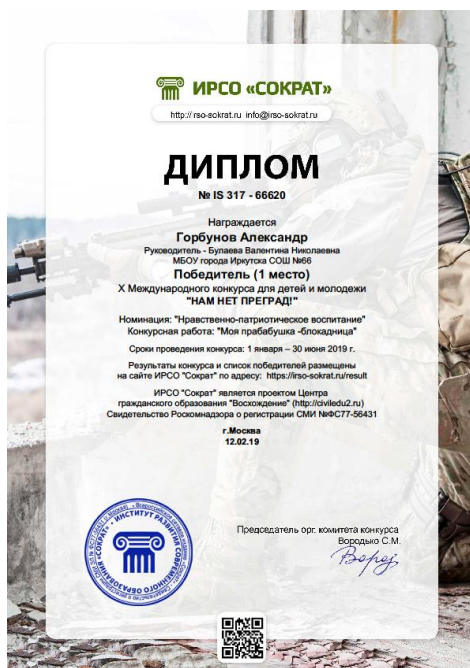 ИРСО «СОКРАТ»
http://irso-sokrat.ru info@irso-sokrat.ru
ДИПЛОМ
№ IS 317 - 66620
Награждается
Горбунов Александр
Руководитель - Булаева Валентина Николаевна
МБОУ города Иркутска СОШ №66
Победитель (1 место)
X Международного конкурса для детей и молодежи
"НАМ НЕТ ПРЕГРАД!"
Номинация: "Нравственно-патриотическое воспитание"
Конкурсная работа: "Моя прабабушка -блокадница"
Сроки проведения конкурса: 1 января – 30 июня 2019 г.
Результаты конкурса и список победителей размещены
на сайте ИРСО "Сократ" по адресу: https://irso-sokrat.ru/result
ИРСО "Сократ" является проектом Центра
гражданского образования "Восхождение" (http://civiledu2.ru)
Свидетельство Роскомнадзора о регистрации СМИ №ФС77-56431
г.Москва
12.02.19
ИНСТИТУТ РАЗВИТИЯ СОВРЕМЕННОГО ОБРАЗОВАНИЯ «СОКРАТ»
Председатель орг. комитета конкурса
Вородько С.М.